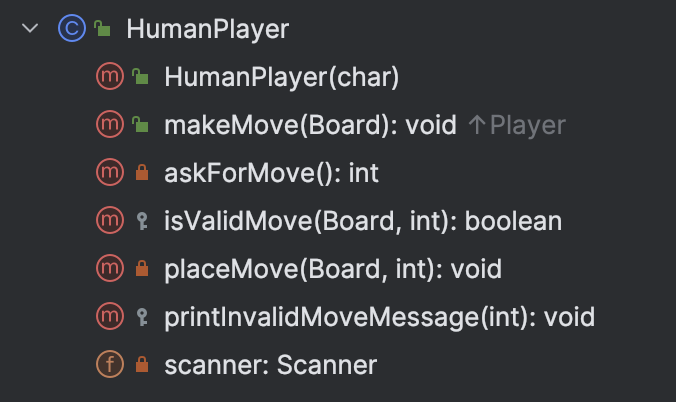 C HumanPlayer
m HumanPlayer(char)
m makeMove(Board): void ↑Player
m askForMove(): int
m isValidMove(Board, int): boolean
m placeMove(Board, int): void
m printInvalidMoveMessage(int): void
f scanner: Scanner